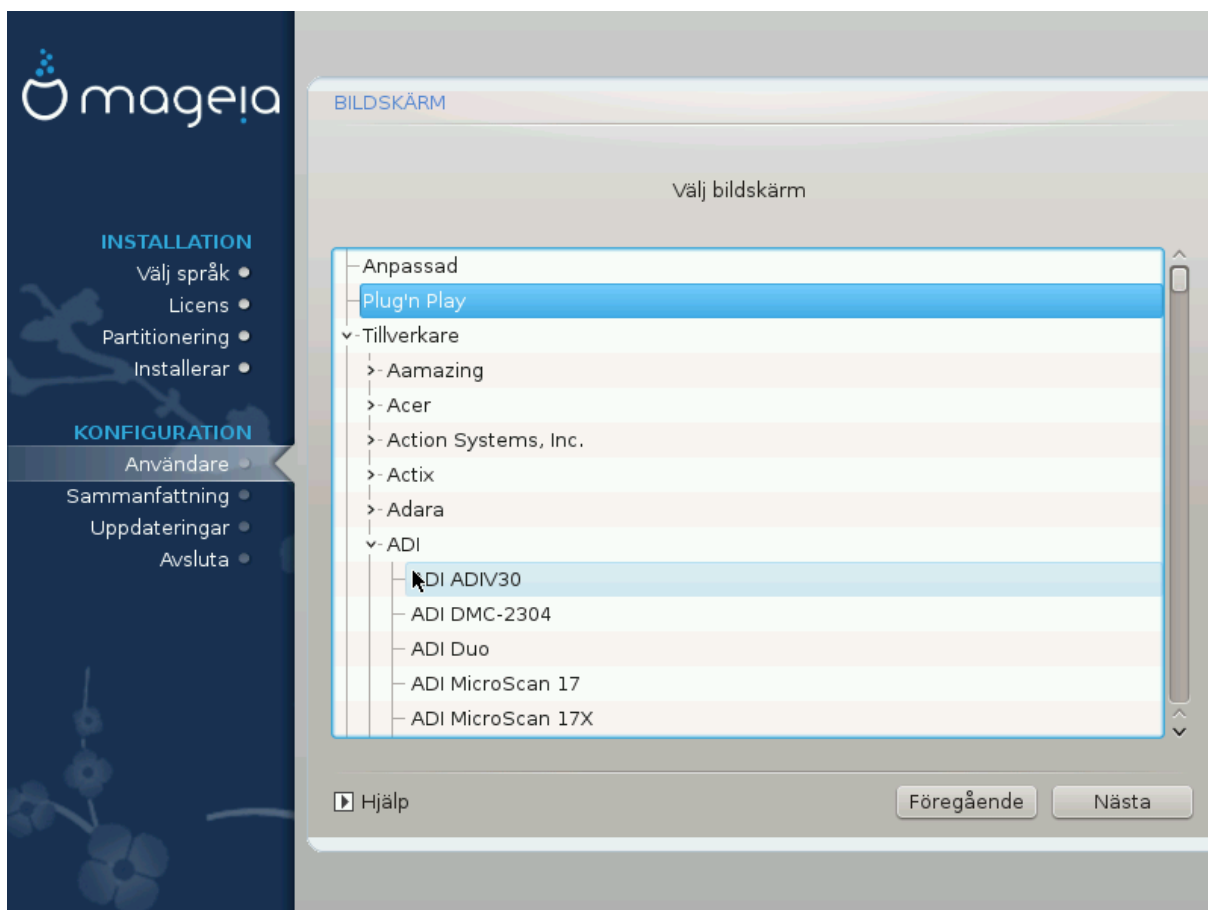 mageia
INSTALLATION
Välj språk
Licens
Partitionering
Installerar
KONFIGURATION
Användare
Sammanfattning
Uppdateringar
Avsluta
BILDSKÄRM
Välj bildskärm
Anpassad
Plug'n Play
Tillverkare
Aamazing
Acer
Action Systems, Inc.
Actix
Adara
ADI
ADI ADIV30
ADI DMC-2304
ADI Duo
ADI MicroScan 17
ADI MicroScan 17X
Hjälp
Föregående
Nästa